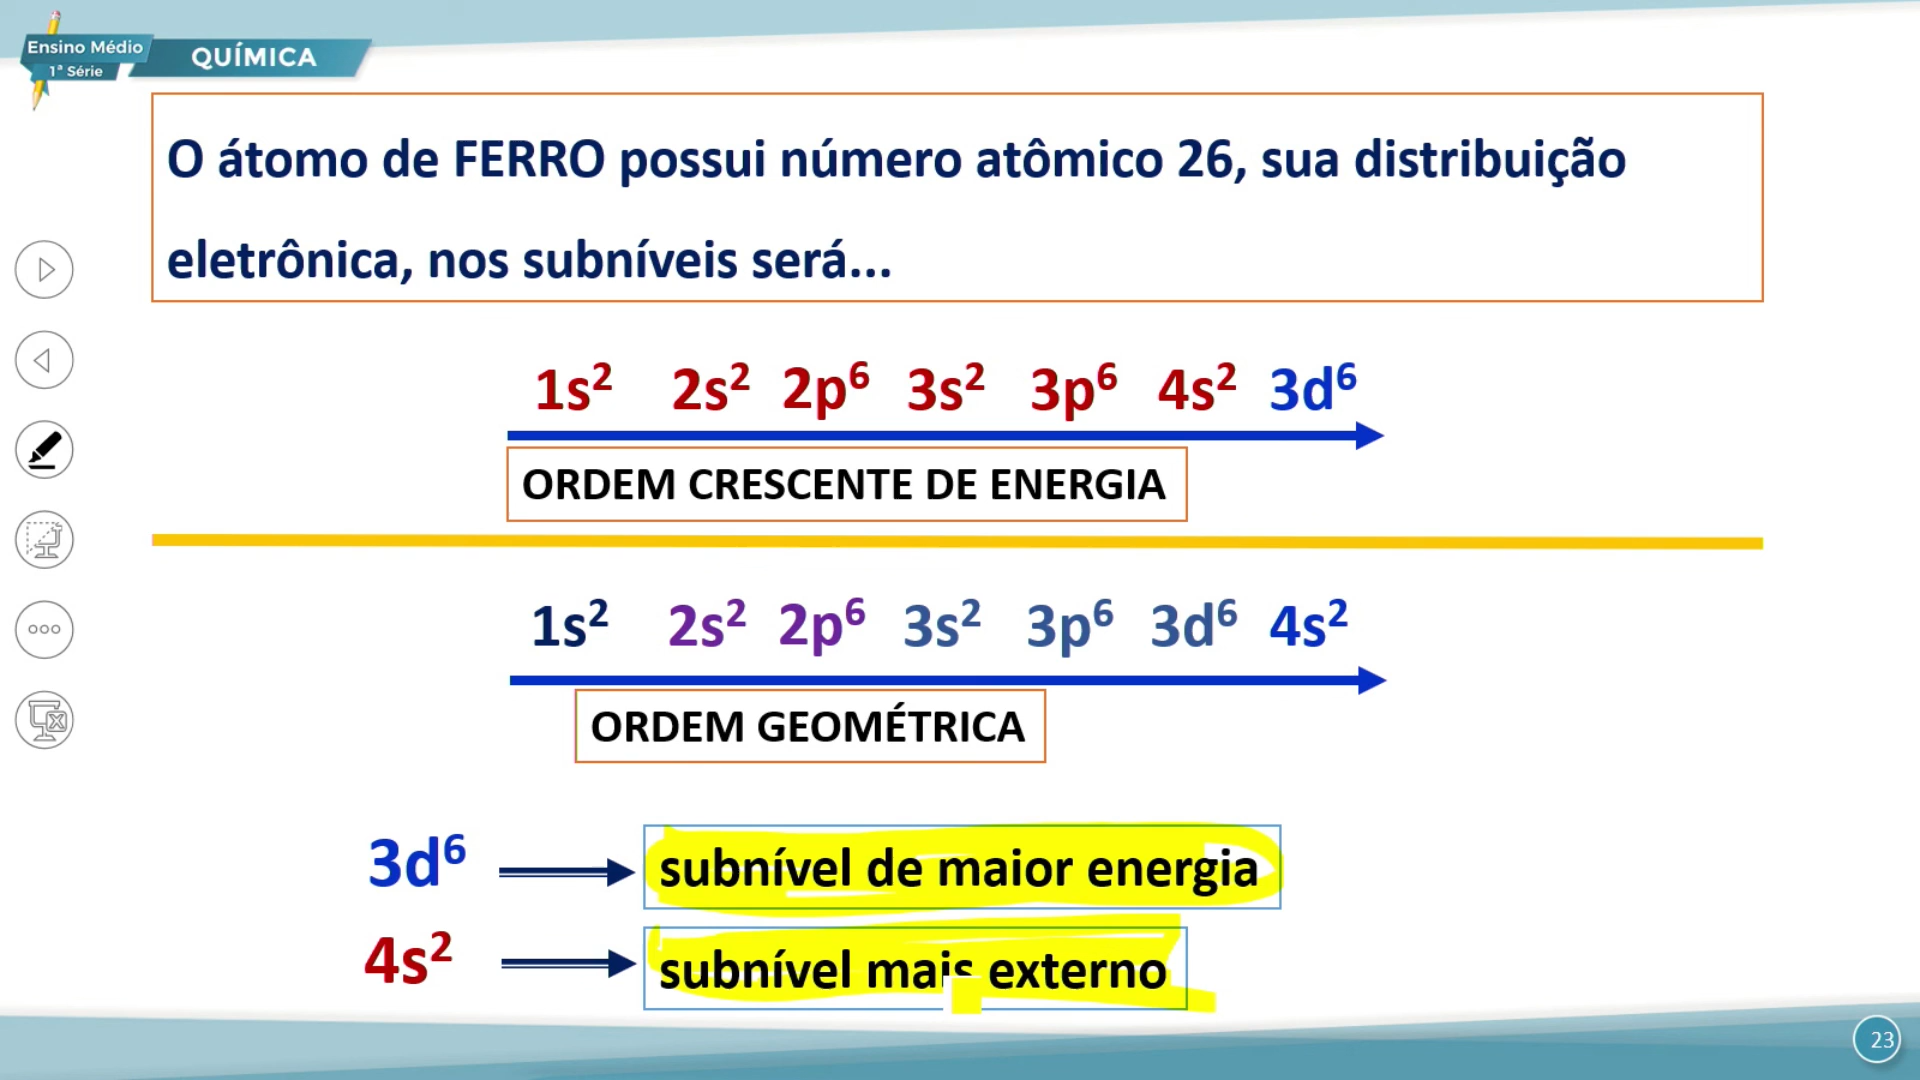 Ensino Médio
1ª Série
QUÍMICA
O átomo de FERRO possui número atômico 26, sua distribuição
eletrônica, nos subníveis será...
1s² 2s² 2p⁶ 3s² 3p⁶ 4s² 3d⁶
ORDEM CRESCENTE DE ENERGIA
1s² 2s² 2p⁶ 3s² 3p⁶ 3d⁶ 4s²
ORDEM GEOMÉTRICA
3d⁶ subnível de maior energia
4s² subnível mais externo
23